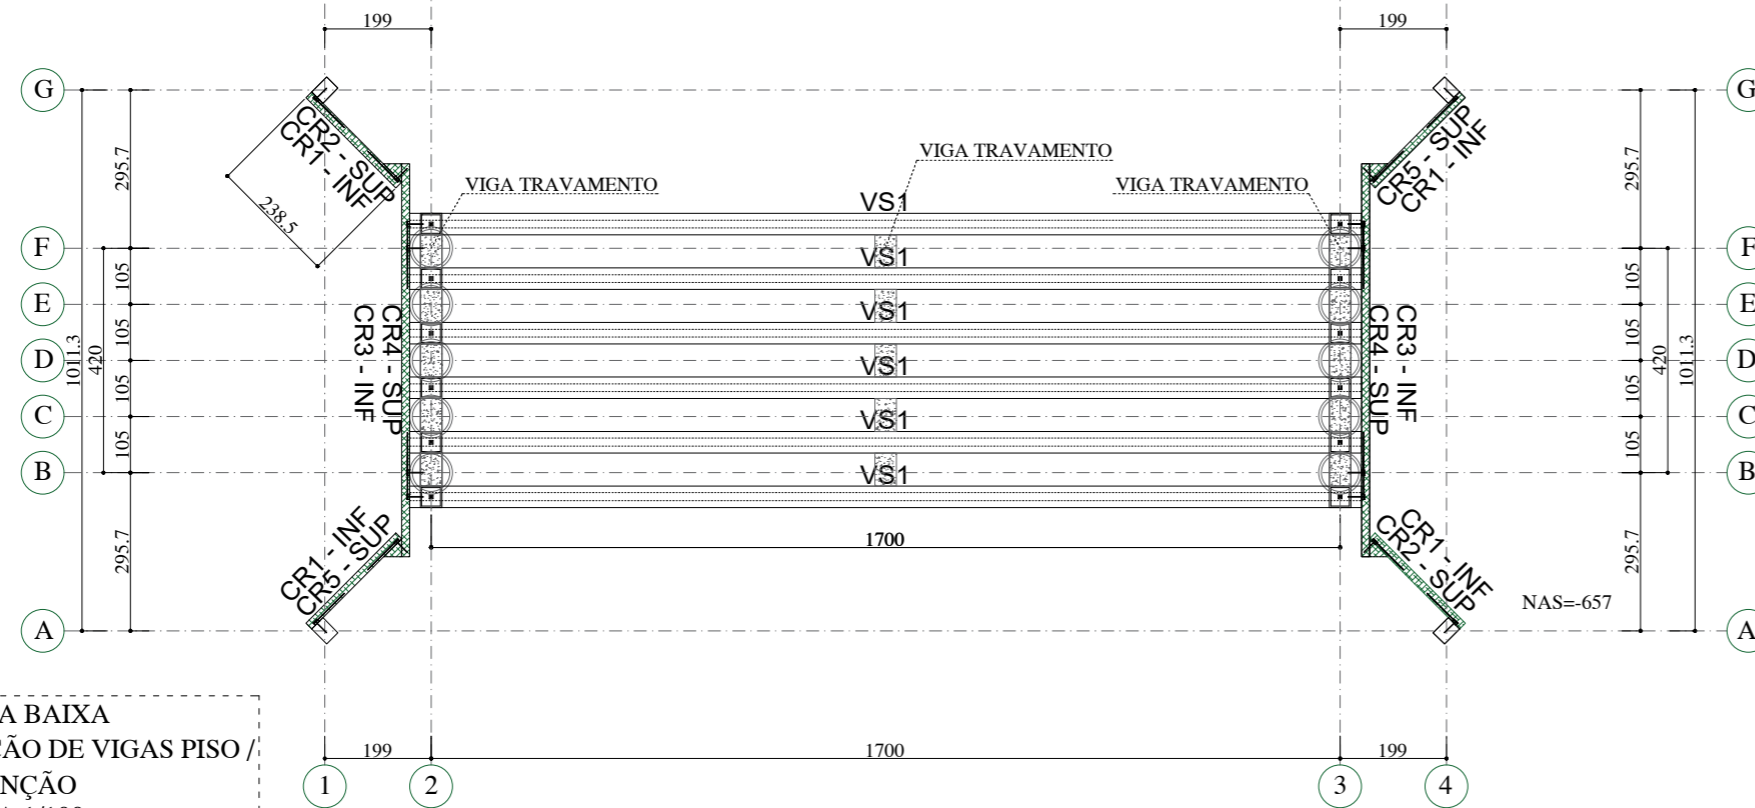 199
199
G
G
CR2 - SUP
CR1 - INF
CR5 - SUP
CR1 - INF
295.7
295.7
238.5
VIGA TRAVAMENTO
VIGA TRAVAMENTO
VIGA TRAVAMENTO
VS1
F
F
VS1
105
105
E
E
VS1
CR4 - SUP
CR3 - INF
CR3 - INF
CR4 - SUP
105
105
1011.3
420
420
1011.3
D
D
VS1
105
105
C
C
VS1
105
105
B
B
VS1
1700
295.7
295.7
CR1 - INF
CR5 - SUP
CR1 - INF
CR2 - SUP
NAS=-657
A
A
A BAIXA
ÇÃO DE VIGAS PISO /
NÇÃO
199
1700
199
1
2
3
4